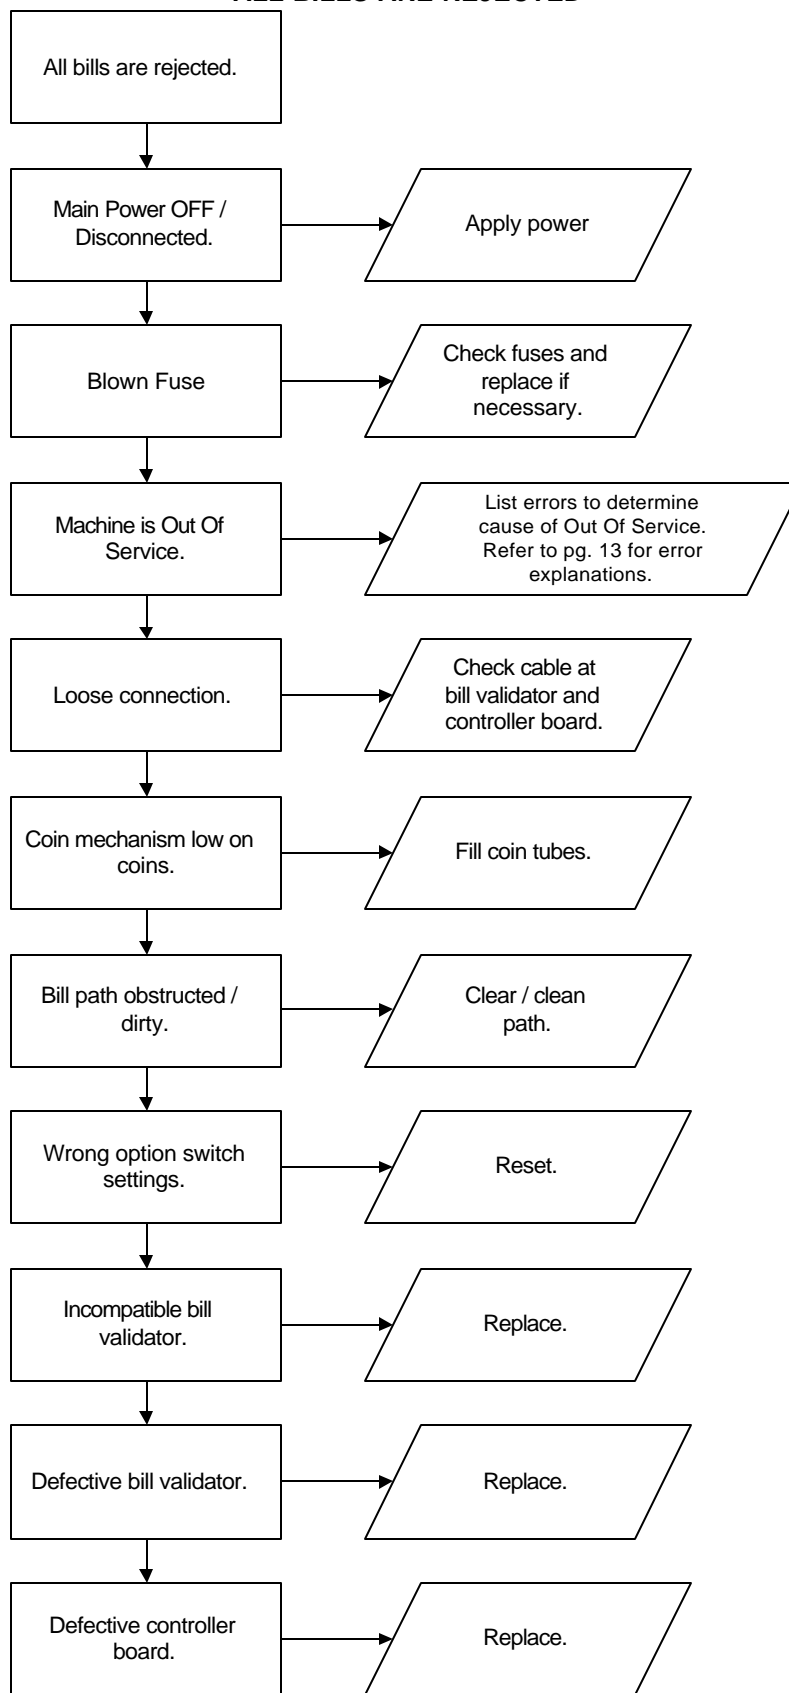 ALL BILLS ARE REJECTED
All bills are rejected.
Main Power OFF /
Disconnected.
Apply power
Blown Fuse
Check fuses and
replace if
necessary.
Machine is Out Of
Service.
List errors to determine
cause of Out Of Service.
Refer to pg. 13 for error
explanations.
Loose connection.
Check cable at
bill validator and
controller board.
Coin mechanism low on
coins.
Fill coin tubes.
Bill path obstructed /
dirty.
Clear / clean
path.
Wrong option switch
settings.
Reset.
Incompatible bill
validator.
Replace.
Defective bill validator.
Replace.
Defective controller
board.
Replace.